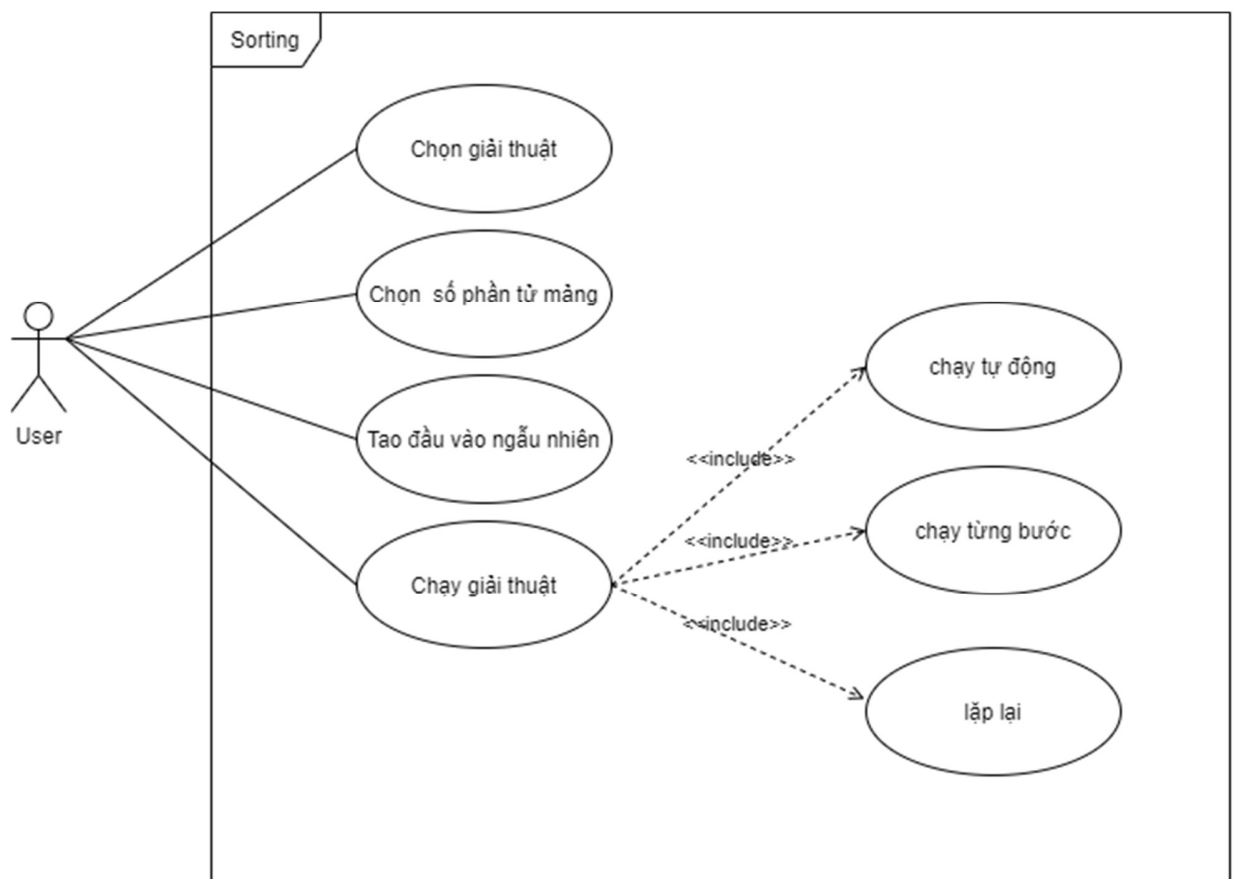 Sorting
Chọn giải thuật
Chọn số phần tử mảng
Tao đầu vào ngẫu nhiên
Chạy giải thuật
User
<<include>>
<<include>>
<<include>>
chạy tự động
chạy từng bước
lặp lại